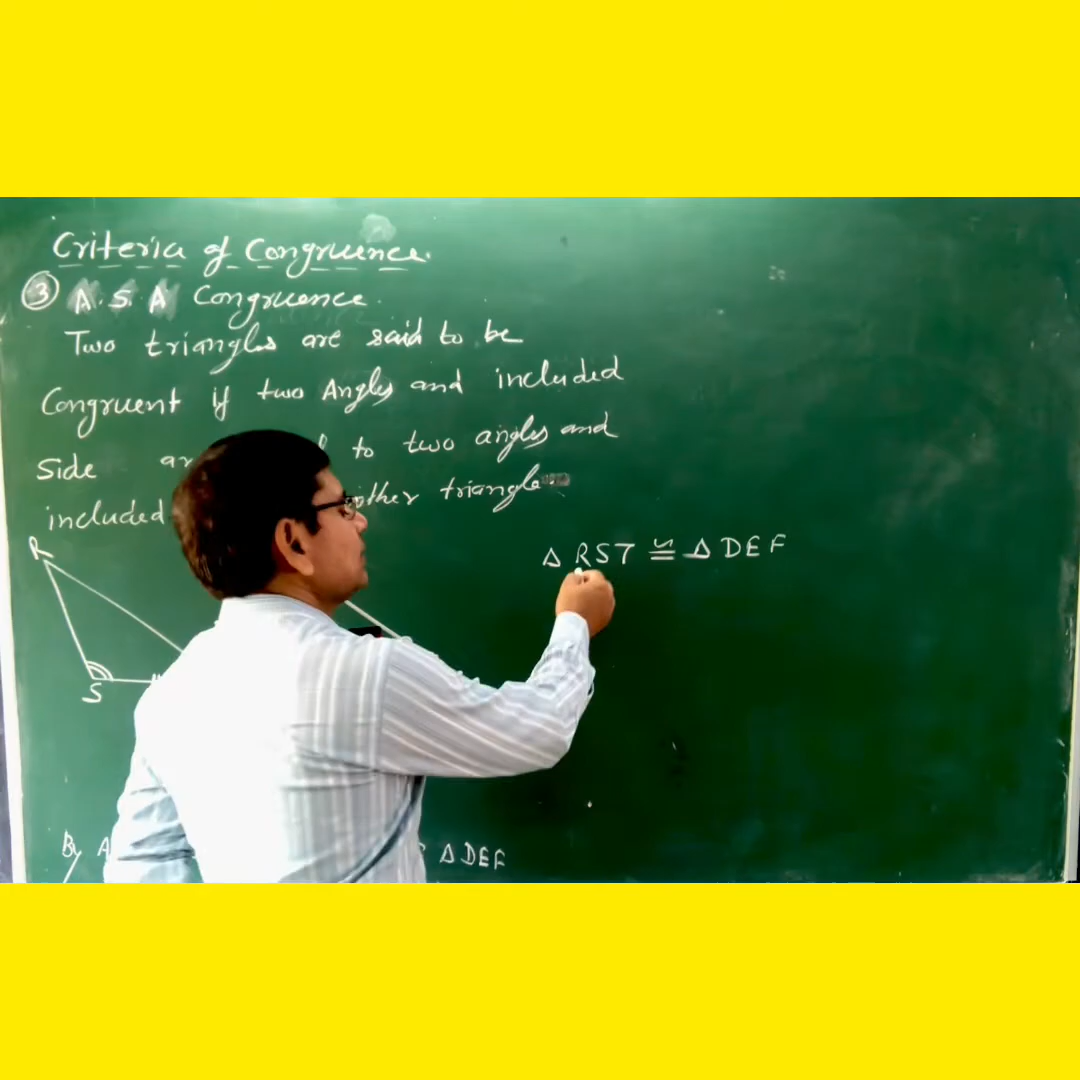 Criteria of Congruence.
③ A.S.A Congruence.
Two triangles are said to be
Congruent if two Angles and included
Side to two angles and
included other triangle
△ RST ≅ △ DEF
R
S
By A △ DEF